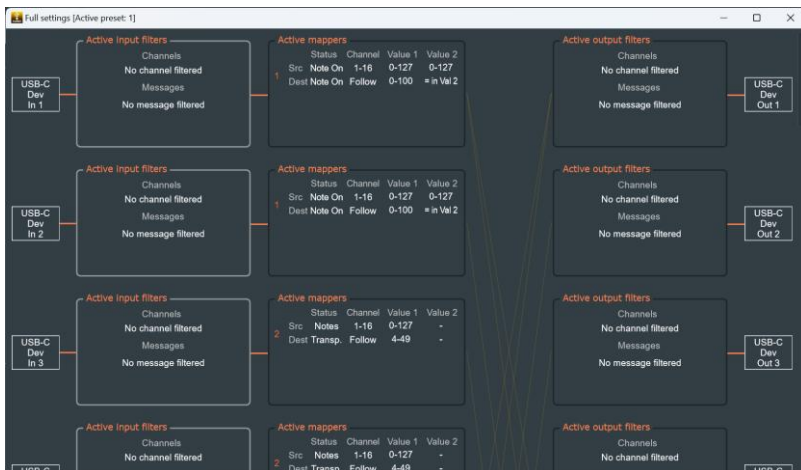 Full settings [Active preset: 1]
Active input filters
Channels
No channel filtered
Messages
No message filtered
USB-C
Dev
In 1
Active mappers
Status Channel Value 1 Value 2
1
Src Note On 1-16 0-127 0-127
Dest Note On Follow 0-100 = in Val 2
Active output filters
Channels
No channel filtered
Messages
No message filtered
USB-C
Dev
Out 1
Active input filters
Channels
No channel filtered
Messages
No message filtered
USB-C
Dev
In 2
Active mappers
Status Channel Value 1 Value 2
1
Src Note On 1-16 0-127 0-127
Dest Note On Follow 0-100 = in Val 2
Active output filters
Channels
No channel filtered
Messages
No message filtered
USB-C
Dev
Out 2
Active input filters
Channels
No channel filtered
Messages
No message filtered
USB-C
Dev
In 3
Active mappers
Status Channel Value 1 Value 2
2
Src Notes 1-16 0-127 -
Dest Transp. Follow 4-49 -
Active output filters
Channels
No channel filtered
Messages
No message filtered
USB-C
Dev
Out 3
Active input filters
Channels
No channel filtered
USB-C
Active mappers
Status Channel Value 1 Value 2
2
Src Notes 1-16 0-127 -
Dest Transp. Follow 4-49 -
Active output filters
Channels
No channel filtered
USB-C